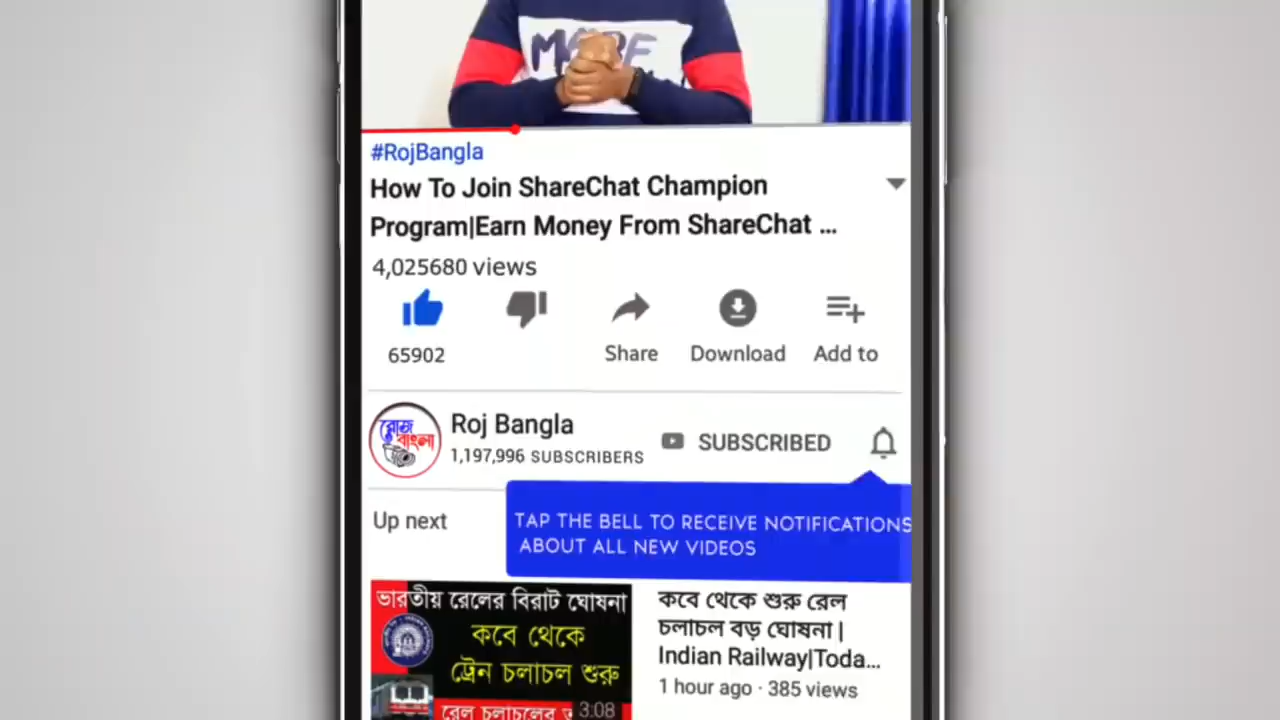 #RojBangla
How To Join ShareChat Champion
Program|Earn Money From ShareChat ...
4,025680 views
65902
Share
Download
Add to
রোজ
বাংলা
Roj Bangla
1,197,996 SUBSCRIBERS
SUBSCRIBED
Up next
TAP THE BELL TO RECEIVE NOTIFICATIONS
ABOUT ALL NEW VIDEOS
ভারতীয় রেলের বিরাট ঘোষনা
কবে থেকে
ট্রেন চলাচল শুরু
রেল চলাচলের
3:08
কবে থেকে শুরু রেল
চলাচল বড় ঘোষনা|
Indian Railway|Toda...
1 hour ago · 385 views